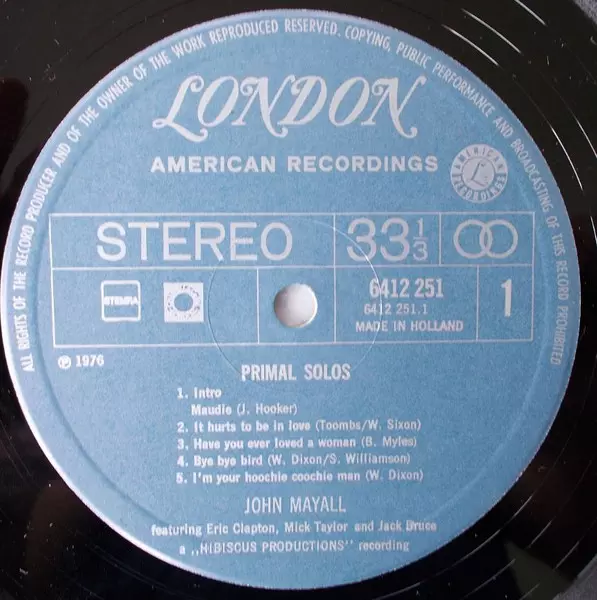 ALL RIGHTS OF THE RECORD PRODUCER AND OF THE OWNER OF THE WORK REPRODUCED RESERVED. COPYING, PUBLIC PERFORMANCE AND BROADCASTING OF THIS RECORD PROHIBITED
LONDON
AMERICAN RECORDINGS
AMERICAN RECORDINGS
L
STEREO
33 1/3
STEMRA
6412 251
6412 251.1
MADE IN HOLLAND
1
℗ 1976
PRIMAL SOLOS
1. Intro
Maudie (J. Hooker)
2. It hurts to be in love (Toombs/W. Sixon)
3. Have you ever loved a woman (B. Myles)
4. Bye bye bird (W. Dixon/S. Williamson)
5. I'm your hoochie coochie man (W. Dixon)
JOHN MAYALL
featuring Eric Clapton, Mick Taylor and Jack Bruce
a ,,HIBISCUS PRODUCTIONS" recording